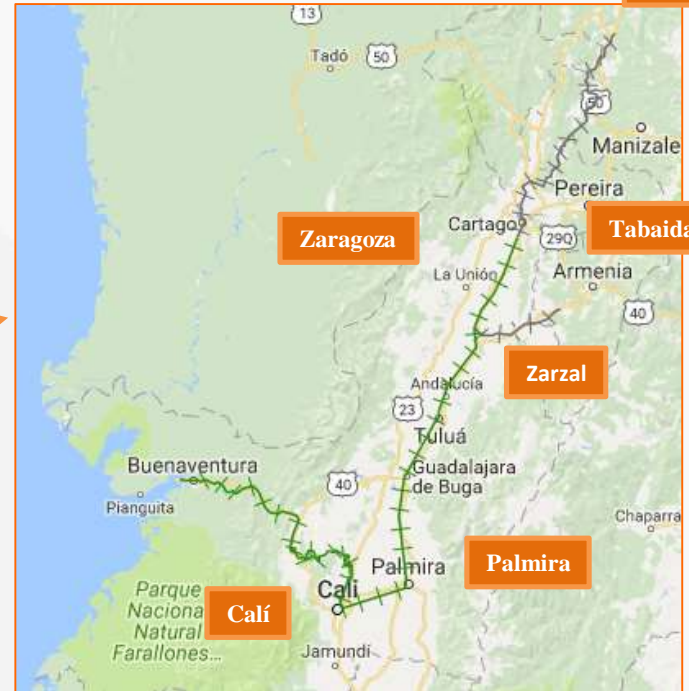 13
Tadó
50
50
Manizale
Pereira
Cartago
Zaragoza
29Q
Tabaida
La Unión
Armenia
40
Zarzal
Andalucía
23
Tuluá
Buenaventura
40
Guadalajara
de Buga
Pianguita
Chaparra
Palmira
Palmira
Cali
Parque
Naciona
Natural
Farallones...
Calí
Jamundí